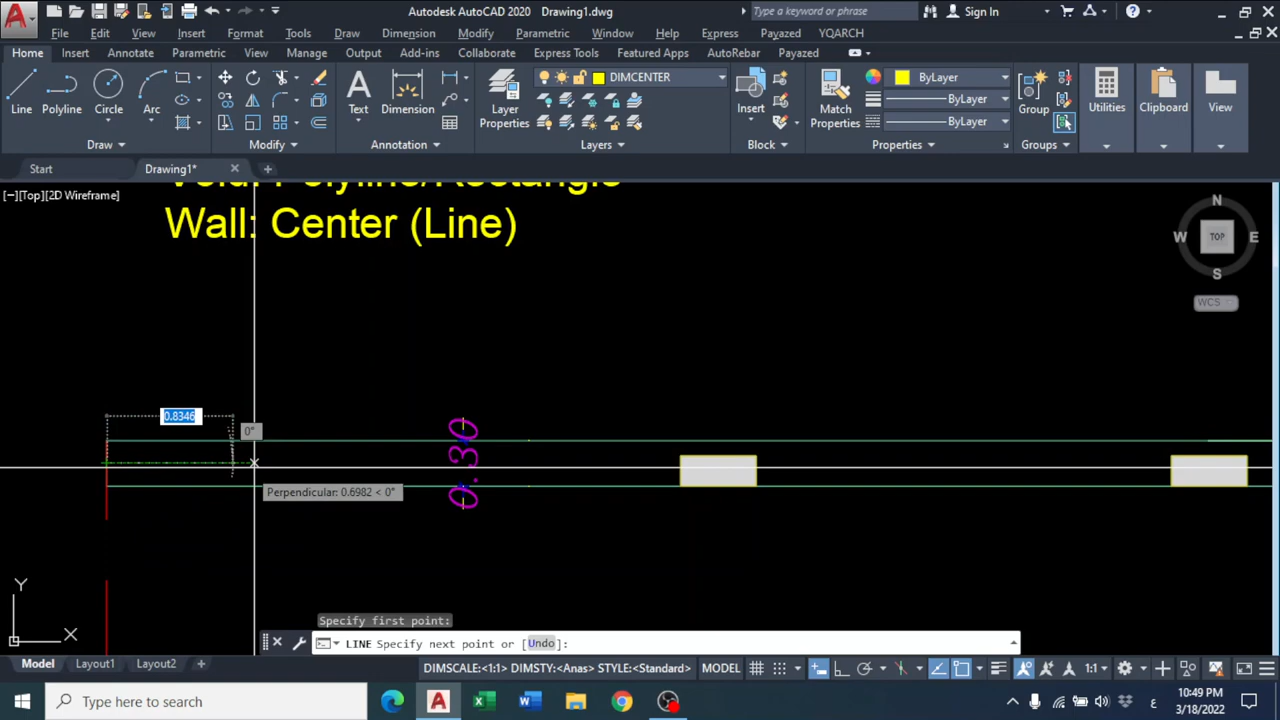 Autodesk AutoCAD 2020 Drawing1.dwg
Type a keyword or phrase
Sign In
File Edit View Insert Format Tools Draw Dimension Modify Parametric Window Help Express Payazed YQARCH
Home Insert Annotate Parametric View Manage Output Add-ins Collaborate Express Tools Featured Apps AutoRebar Payazed
DIMCENTER
ByLayer
ByLayer
ByLayer
Line Polyline Circle Arc Text Dimension
Layer
Properties
Insert
Match
Properties
Group Utilities Clipboard View
Draw Modify Annotation Layers Block Properties Groups
Start Drawing1*
[−][Top][2D Wireframe]
Void: Polyline/Rectangle
Wall: Center (Line)
N
W TOP E
S
WCS
0.8346
0°
0.30
Perpendicular: 0.6982 < 0°
Y
X
Specify first point:
LINE Specify next point or [Undo]:
Model Layout1 Layout2
DIMSCALE:<1:1> DIMSTY:<Anas> STYLE:<Standard> MODEL
1:1
Type here to search
ع
10:49 PM
3/18/2022